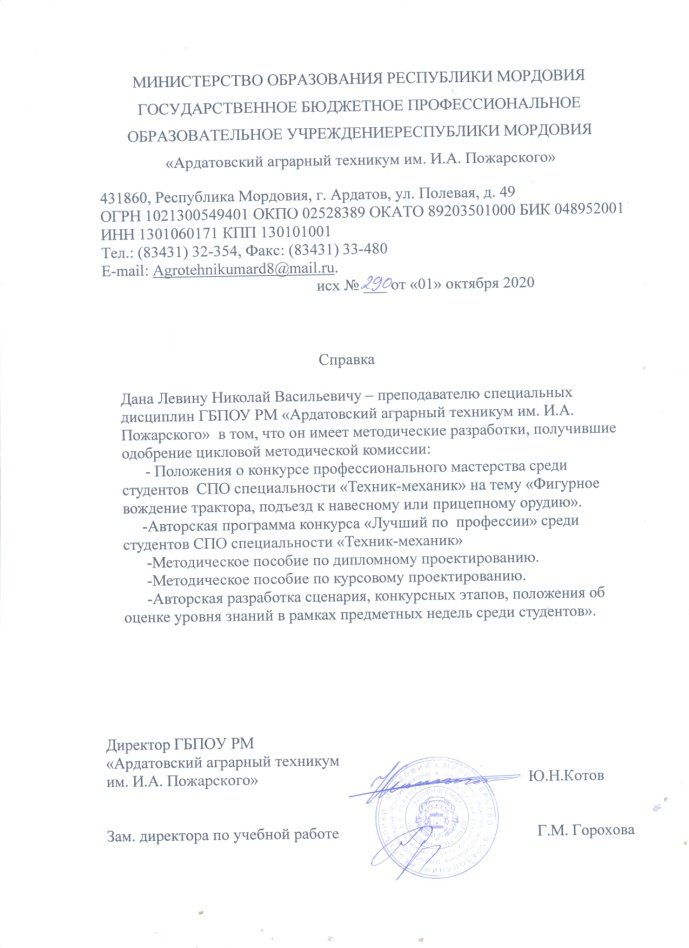 МИНИСТЕРСТВО ОБРАЗОВАНИЯ РЕСПУБЛИКИ МОРДОВИЯ
ГОСУДАРСТВЕННОЕ БЮДЖЕТНОЕ ПРОФЕССИОНАЛЬНОЕ
ОБРАЗОВАТЕЛЬНОЕ УЧРЕЖДЕНИЕРЕСПУБЛИКИ МОРДОВИЯ
«Ардатовский аграрный техникум им. И.А. Пожарского»
431860, Республика Мордовия, г. Ардатов, ул. Полевая, д. 49
ОГРН 1021300549401 ОКПО 02528389 ОКАТО 89203501000 БИК 048952001
ИНН 1301060171 КПП 130101001
Тел.: (83431) 32-354, Факс: (83431) 33-480
E-mail: Agrotehnikumard8@mail.ru.
исх № 290 от «01» октября 2020
Справка
Дана Левину Николай Васильевичу – преподавателю специальных
дисциплин ГБПОУ РМ «Ардатовский аграрный техникум им. И.А.
Пожарского» в том, что он имеет методические разработки, получившие
одобрение цикловой методической комиссии:
- Положения о конкурсе профессионального мастерства среди
студентов СПО специальности «Техник-механик» на тему «Фигурное
вождение трактора, подъезд к навесному или прицепному орудию».
-Авторская программа конкурса «Лучший по профессии» среди
студентов СПО специальности «Техник-механик»
-Методическое пособие по дипломному проектированию.
-Методическое пособие по курсовому проектированию.
-Авторская разработка сценария, конкурсных этапов, положения об
оценке уровня знаний в рамках предметных недель среди студентов».
Директор ГБПОУ РМ
«Ардатовский аграрный техникум
им. И.А. Пожарского» Ю.Н.Котов
Зам. директора по учебной работе Г.М. Горохова